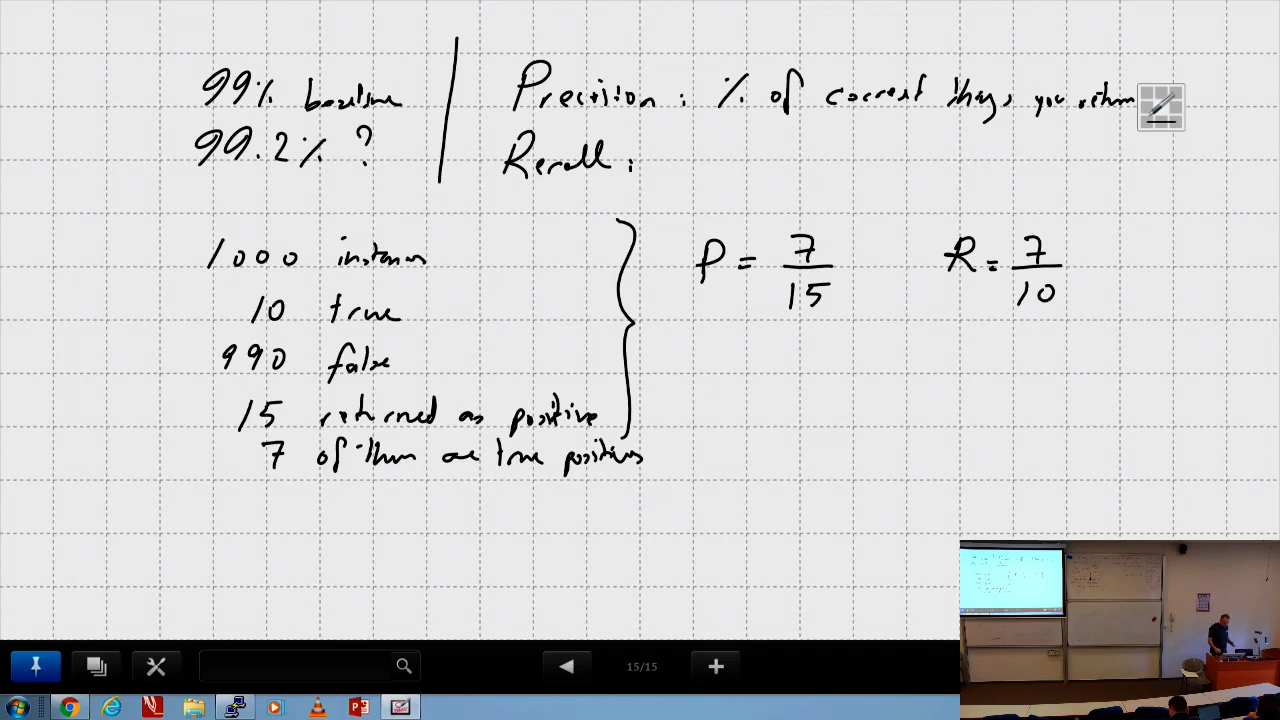 99% baseline
99.2% ?
Precision : % of correct things you return
Recall :
1000 instances
10 true
990 false
15 returned as positive
7 of them are true positives
P = 7/15
R = 7/10
15/15